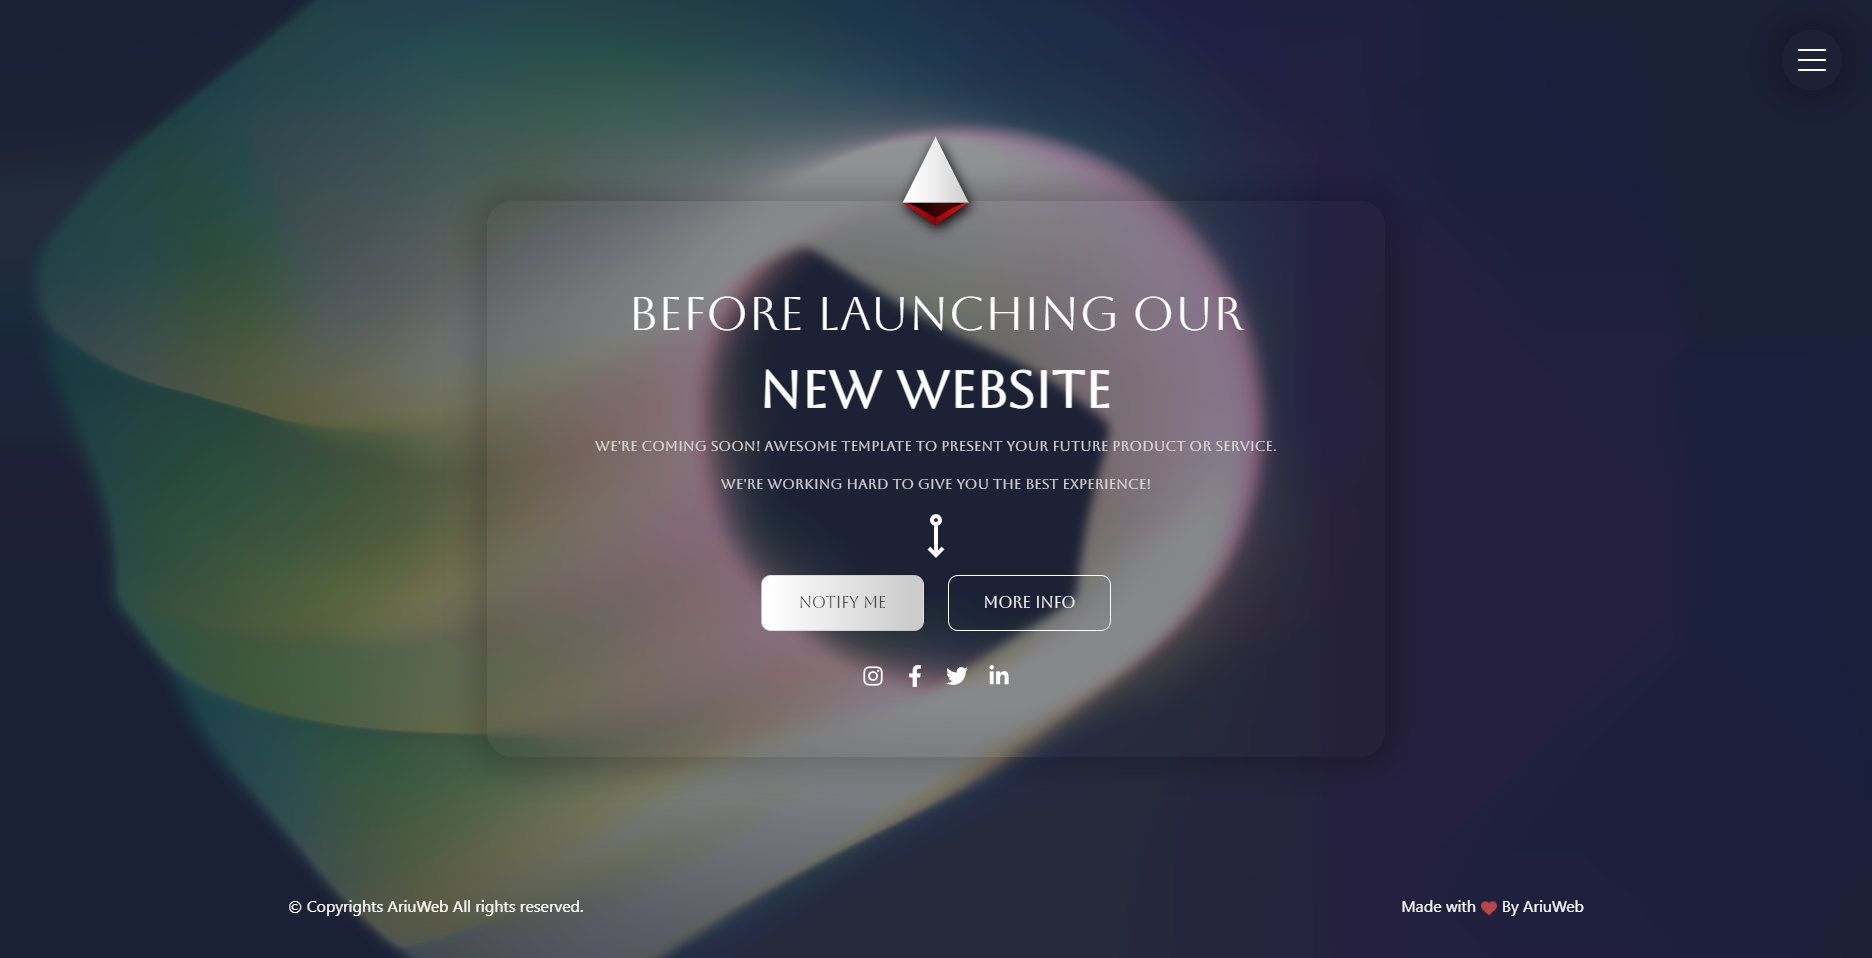 BEFORE LAUNCHING OUR
NEW WEBSITE
WE'RE COMING SOON! AWESOME TEMPLATE TO PRESENT YOUR FUTURE PRODUCT OR SERVICE.
WE'RE WORKING HARD TO GIVE YOU THE BEST EXPERIENCE!
NOTIFY ME
MORE INFO
© Copyrights AriuWeb All rights reserved.
Made with ❤ By AriuWeb